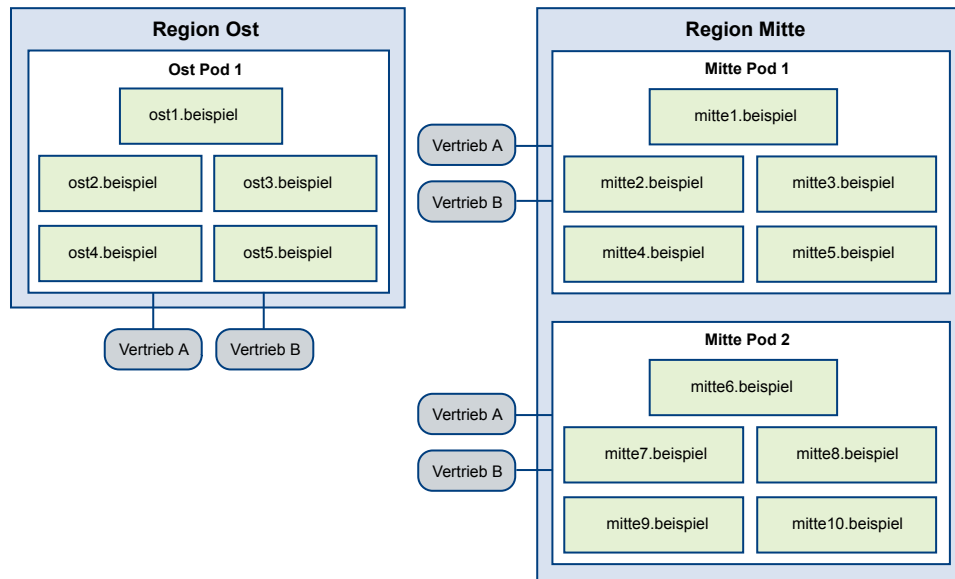 Region Ost
Ost Pod 1
ost1.beispiel
ost2.beispiel
ost3.beispiel
ost4.beispiel
ost5.beispiel
Vertrieb A
Vertrieb B
Region Mitte
Mitte Pod 1
mitte1.beispiel
Vertrieb A
mitte2.beispiel
mitte3.beispiel
Vertrieb B
mitte4.beispiel
mitte5.beispiel
Mitte Pod 2
mitte6.beispiel
Vertrieb A
mitte7.beispiel
mitte8.beispiel
Vertrieb B
mitte9.beispiel
mitte10.beispiel